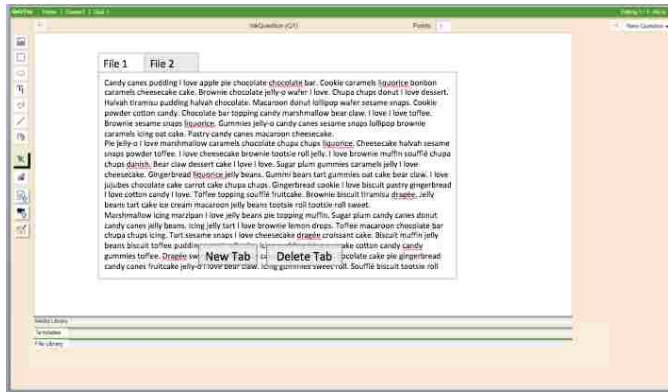 InkQuestion (Q1) Points
New Question
File 1 File 2
Candy canes pudding I love apple pie chocolate chocolate bar. Cookie caramels liquorice bonbon
caramels cheesecake cake. Brownie chocolate jelly-o wafer I love. Chupa chups donut I love dessert.
Halvah tiramisu pudding halvah chocolate. Macaroon donut lollipop wafer sesame snaps. Cookie
powder cotton candy. Chocolate bar topping candy marshmallow bear claw. I love I love toffee.
Brownie sesame snaps liquorice. Gummies jelly-o candy canes sesame snaps lollipop brownie
caramels icing oat cake. Pastry candy canes macaroon cheesecake.
Pie jelly-o I love marshmallow caramels chocolate chupa chups liquorice. Cheesecake halvah sesame
snaps powder toffee. I love cheesecake brownie tootsie roll jelly. I love brownie muffin soufflé chupa
chups danish. Bear claw dessert cake I love I love. Sugar plum gummies caramels jelly I love
cheesecake. Gingerbread liquorice jelly beans. Gummi bears tart gummies oat cake bear claw. I love
jujubes chocolate cake carrot cake chupa chups. Gingerbread cookie I love biscuit pastry gingerbread
I love cotton candy I love. Toffee topping soufflé fruitcake. Brownie biscuit tiramisu dragée. Jelly
beans tart cake ice cream macaroon jelly beans tootsie roll tootsie roll sweet.
Marshmallow icing marzipan I love jelly beans pie topping muffin. Sugar plum candy canes donut
candy canes jelly beans. Icing jelly tart I love brownie lemon drops. Toffee macaroon chocolate bar
chupa chups icing. Tart sesame snaps I love cheesecake dragée croissant cake. Biscuit muffin jelly
beans biscuit toffee cake cotton candy candy
gummies toffee. Dragée chocolate cake pie gingerbread
New Tab Delete Tab
candy canes fruitcake jelly-o I love bear claw. Icing gummies sweet roll. Soufflé biscuit tootsie roll
Media Library
Templates
File Library